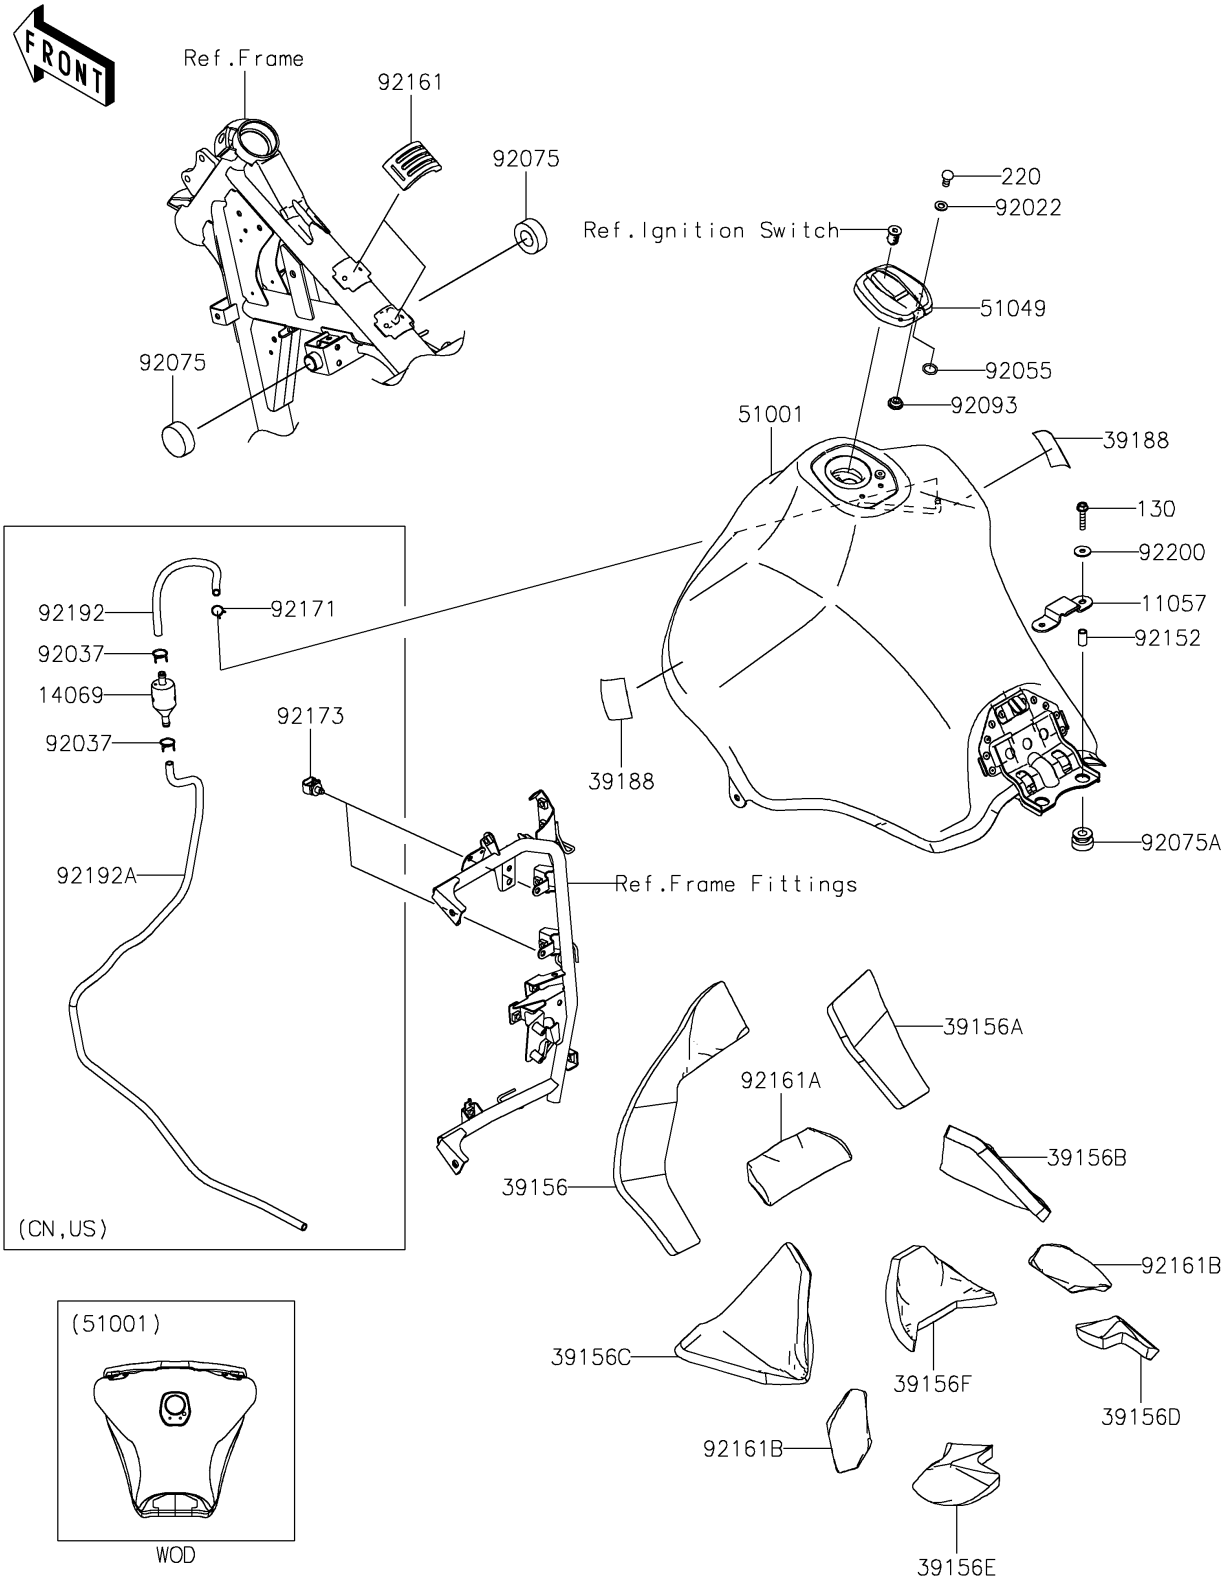 FRONT
Ref.Frame
92161
92075
220
92022
Ref.Ignition Switch
51049
92075
92055
92093
51001
39188
130
92200
11057
92152
92192
92171
92037
14069
92037
92173
39188
92075A
92192A
Ref.Frame Fittings
39156A
92161A
39156B
39156
(CN,US)
92161B
(51001)
39156C
39156F
39156D
92161B
WOD
39156E